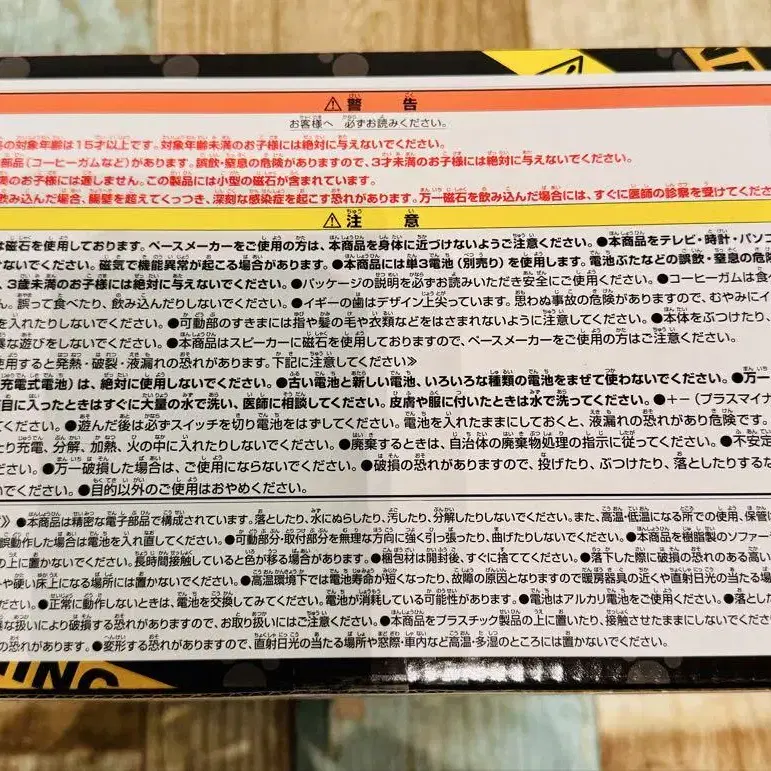 ⚠警告
お客様へ 必ずお読みください。
の対象年齢は15才以上です。対象年齢未満のお子様には絶対に与えないでください。
部品(コーヒーガムなど)があります。誤飲・窒息の危険がありますので、3才未満のお子様には絶対に与えないでください。
満のお子様には適しません。この製品には小型の磁石が含まれています。
飲み込んだ場合、腸壁を超えてくっつき、深刻な感染症を起こす恐れがあります。万一磁石を飲み込んだ場合には、すぐに医師の診察を受けてくださ
⚠注意
は磁石を使用しております。ペースメーカーをご使用の方は、本商品を身体に近づけないようご注意ください。●本商品をテレビ・時計・パソコ
けないでください。磁気で機能異常が起こる場合があります。●本商品には単3電池(別売り)を使用します。電池ぶたなどの誤飲・窒息の危
、3歳未満のお子様には絶対に与えないでください。●パッケージの説明を必ずお読みいただき安全にご使用ください。●コーヒーガムは食べ
ん。誤って食べたり、飲み込んだりしないでください。●イギーの歯はデザイン上尖っています。思わぬ事故の危険がありますので、むやみにイ
を入れたりしないでください。●可動部のすきまには指や髪の毛や衣類などをはさまれないように注意してください。●本体をぶつけたり、
暴な遊びをしないでください。●本商品はスピーカーに磁石を使用しておりますので、ペースメーカーをご使用の方はご注意ください。
使用すると発熱・破裂・液漏れの恐れがあります。下記に注意してください》
充電式電池)は、絶対に使用しないでください。●古い電池と新しい電池、いろいろな種類の電池をまぜて使わないでください。●万一
目に入ったときはすぐに大量の水で洗い、医師に相談してください。皮膚や服に付いたときは水で洗ってください。●+-(プラスマイナ
●遊んだ後は必ずスイッチを切り電池をはずしてください。電池を入れたままにしておくと、液漏れの恐れがあり危険です。
たり充電、分解、加熱、火の中に入れたりしないでください。●廃棄するときは、自治体の廃棄物処理の指示に従ってください。●不安定
ださい。●万一破損した場合は、ご使用にならないでください。●破損の恐れがありますので、投げたり、ぶつけたり、落としたりするな
いでください。●目的以外のご使用はおやめください。
》●本商品は精密な電子部品で構成されています。落としたり、水にぬらしたり、汚したり、分解したりしないでください。また、高温・低温になる所での使用、保管
誤動作した場合は電池を入れ直してください。●可動部分・取付部分を無理な方向に強く引っ張ったり、曲げたりしないでください。●本商品を樹脂製のソファー
の上に置かないでください。長時間接触していると色が移る場合があります。●梱包材は開封後、すぐに捨ててください。●落下した際に破損の恐れのある高い
や硬い床上になる場所には置かないでください。●高温環境下では電池寿命が短くなったり、故障の原因となりますので暖房器具の近くや直射日光の当たる場
●正常に動作しないときは、電池を交換してみてください。電池が消耗している可能性があります。●電池はアルカリ電池をご使用ください。●落とした
暴な扱いにより破損する恐れがありますので、お取り扱いにはご注意ください。●本商品をプラスチック製品の上に置いたり、接触させたままにしないでください。
ります。●変形する恐れがありますので、直射日光の当たる場所や窓際・車内など高温・多湿のところには置かないでください。
NING